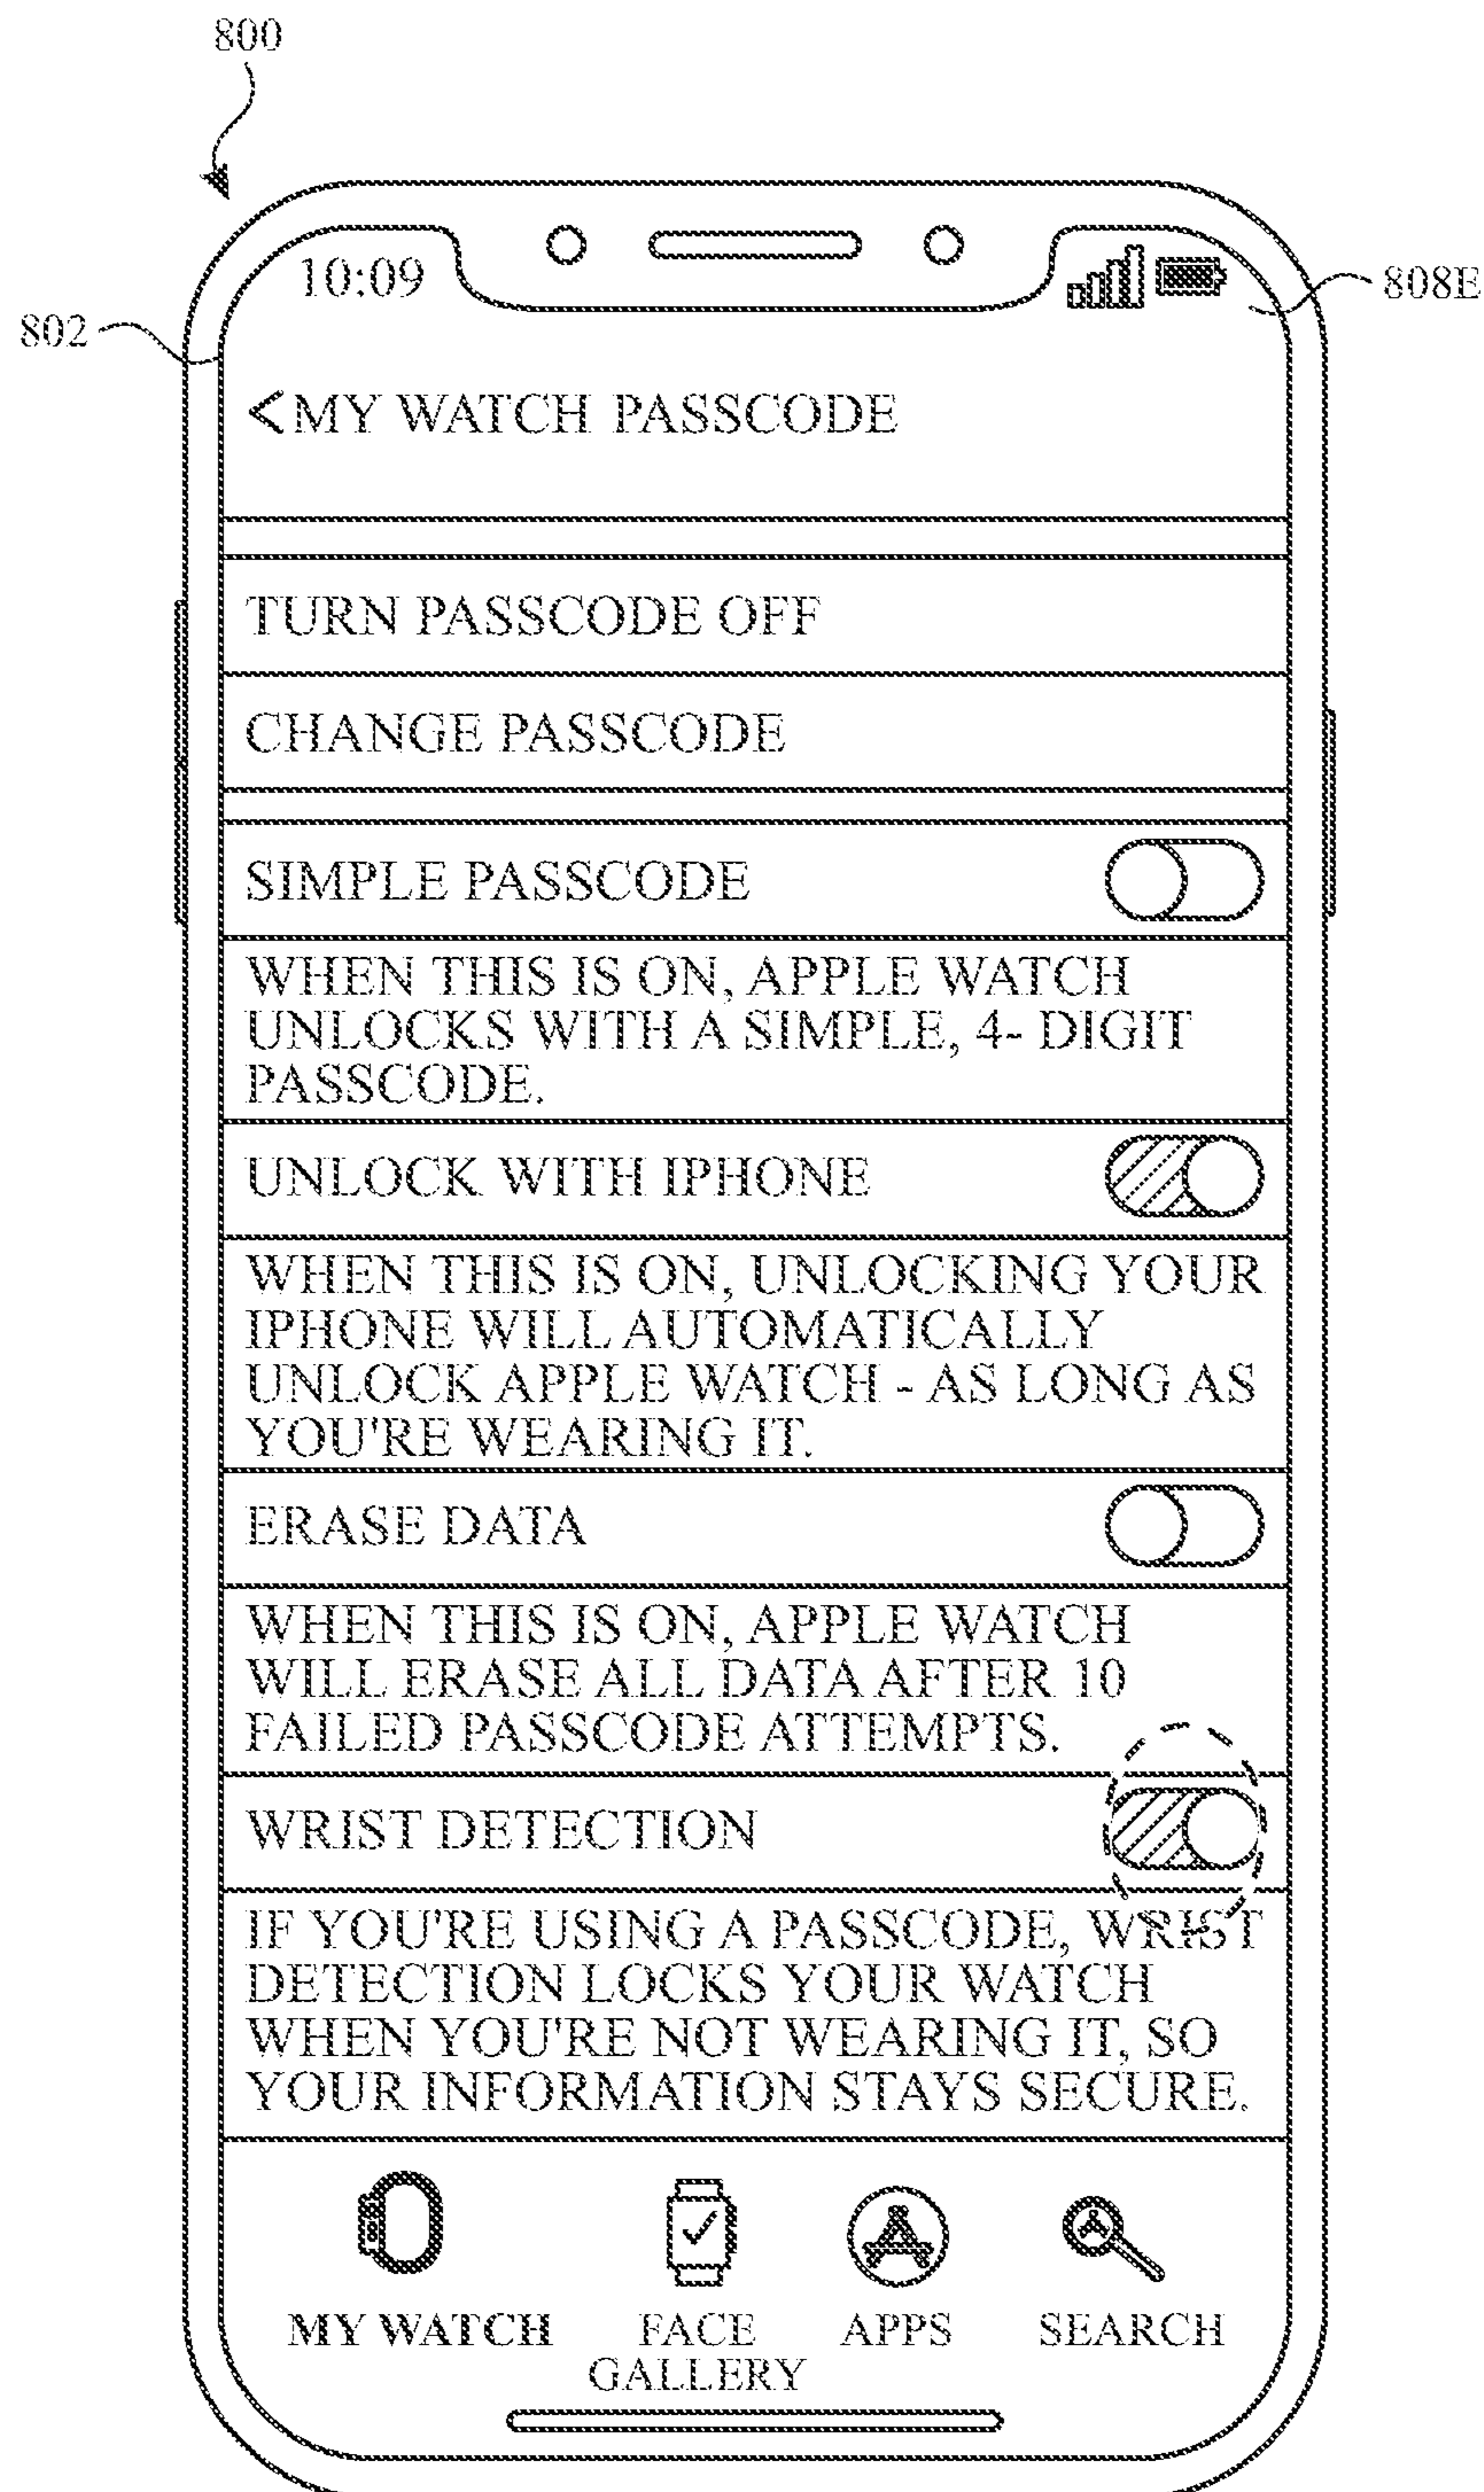 800
10:09
808E
802
<MY WATCH PASSCODE
TURN PASSCODE OFF
CHANGE PASSCODE
SIMPLE PASSCODE
WHEN THIS IS ON, APPLE WATCH
UNLOCKS WITH A SIMPLE, 4- DIGIT
PASSCODE.
UNLOCK WITH IPHONE
WHEN THIS IS ON, UNLOCKING YOUR
IPHONE WILL AUTOMATICALLY
UNLOCK APPLE WATCH - AS LONG AS
YOU'RE WEARING IT.
ERASE DATA
WHEN THIS IS ON, APPLE WATCH
WILL ERASE ALL DATA AFTER 10
FAILED PASSCODE ATTEMPTS.
WRIST DETECTION
IF YOU'RE USING A PASSCODE, WRIST
DETECTION LOCKS YOUR WATCH
WHEN YOU'RE NOT WEARING IT, SO
YOUR INFORMATION STAYS SECURE.
MY WATCH
FACE
GALLERY
APPS
SEARCH